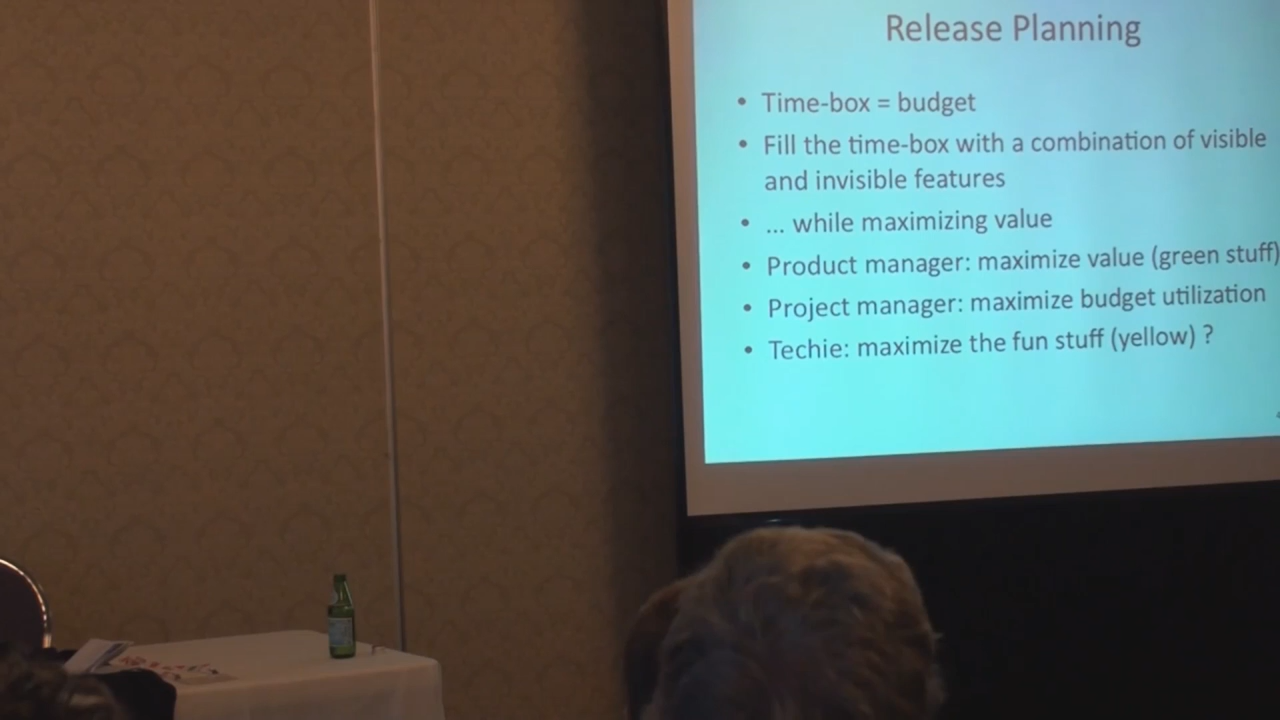 Release Planning
• Time-box = budget
• Fill the time-box with a combination of visible
and invisible features
• ... while maximizing value
• Product manager: maximize value (green stuff)
• Project manager: maximize budget utilization
• Techie: maximize the fun stuff (yellow) ?